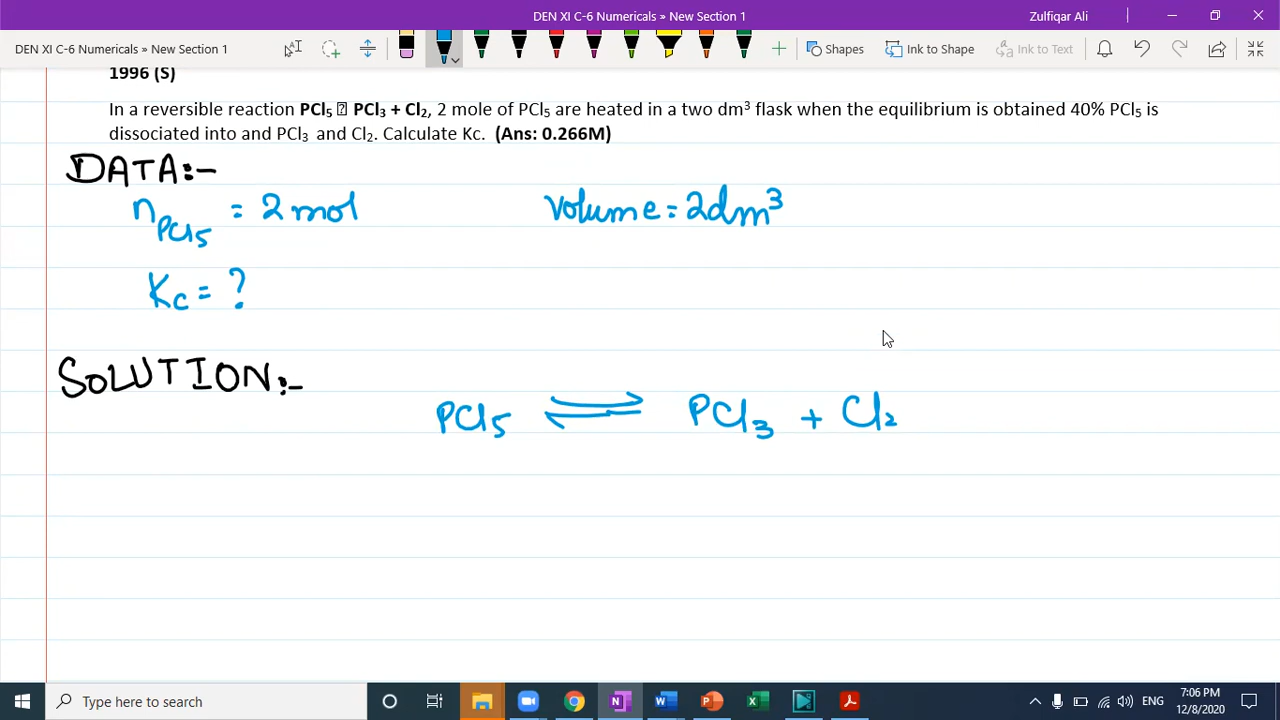 DEN XI C-6 Numericals » New Section 1
Zulfiqar Ali
DEN XI C-6 Numericals » New Section 1
Shapes
Ink to Shape
Ink to Text
1996 (S)
In a reversible reaction PCl₅ PCl₃ + Cl₂, 2 mole of PCl₅ are heated in a two dm³ flask when the equilibrium is obtained 40% PCl₅ is
dissociated into and PCl₃ and Cl₂. Calculate Kc. (Ans: 0.266M)
DATA:-
n PCl₅ = 2 mol
Volume = 2dm³
Kc = ?
SOLUTION:-
PCl₅ ⇌ PCl₃ + Cl₂
Type here to search
ENG
7:06 PM
12/8/2020